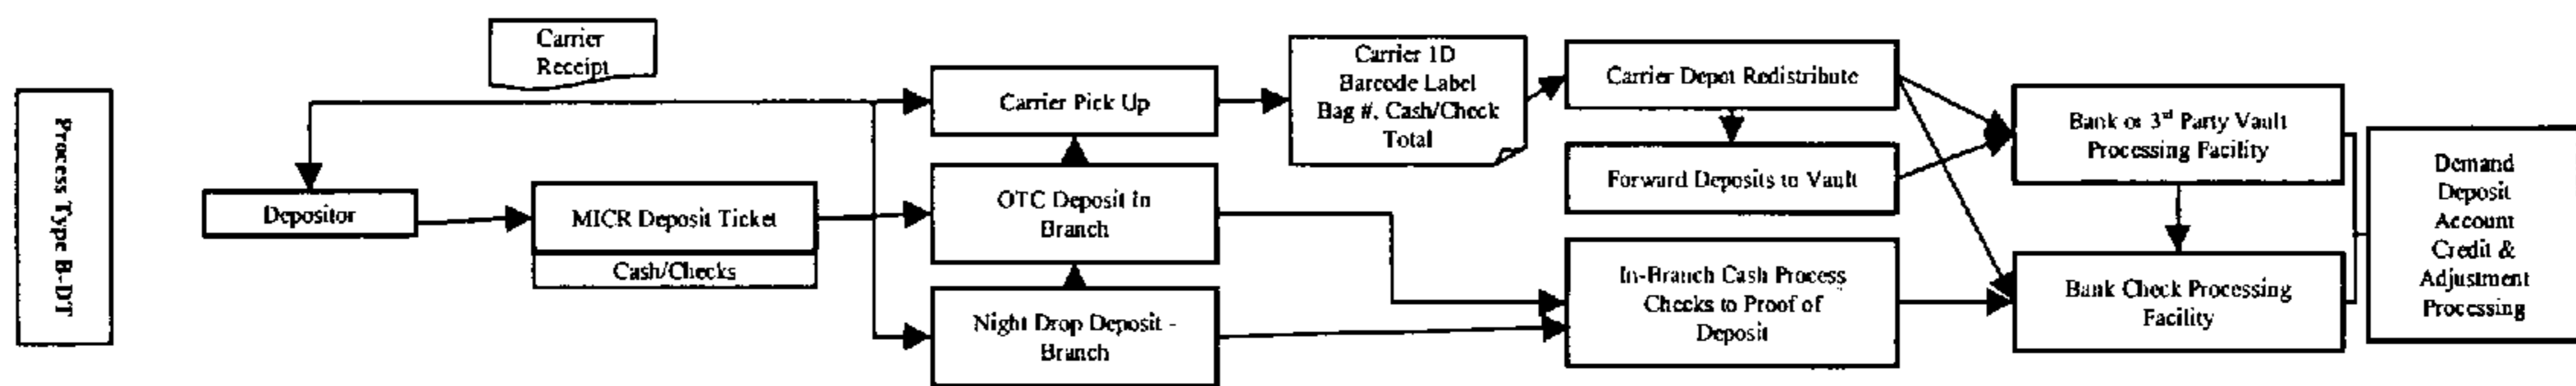 Process Type B-DT
Carrier
Receipt
Depositor
MICR Deposit Ticket
Cash/Checks
Carrier Pick Up
OTC Deposit in
Branch
Night Drop Deposit -
Branch
Carrier 1D
Barcode Label
Bag #, Cash/Check
Total
Carrier Depot Redistribute
Forward Deposits to Vault
In-Branch Cash Process
Checks to Proof of
Deposit
Bank or 3rd Party Vault
Processing Facility
Bank Check Processing
Facility
Demand
Deposit
Account
Credit &
Adjustment
Processing